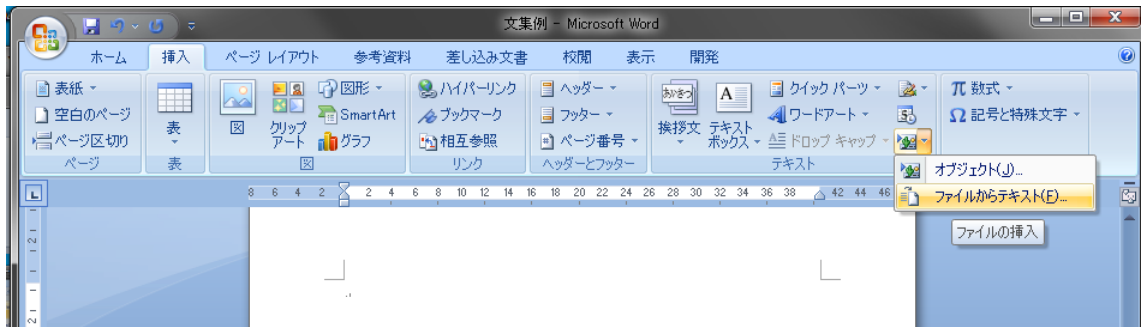 文集例 - Microsoft Word
ホーム 挿入 ページ レイアウト 参考資料 差し込み文書 校閲 表示 開発
表紙
空白のページ
ページ区切り
ページ
表
表
図
クリップ
アート
図形
SmartArt
グラフ
図
ハイパーリンク
ブックマーク
相互参照
リンク
ヘッダー
フッター
ページ番号
ヘッダーとフッター
あいさつ
挨拶文
A
テキスト
ボックス
クイック パーツ
ワードアート
ドロップ キャップ
テキスト
π 数式
Ω 記号と特殊文字
オブジェクト(J)...
ファイルからテキスト(F)...
ファイルの挿入
L
8 6 4 2 2 4 6 8 10 12 14 16 18 20 22 24 26 28 30 32 34 36 38 42 44 46
2
2